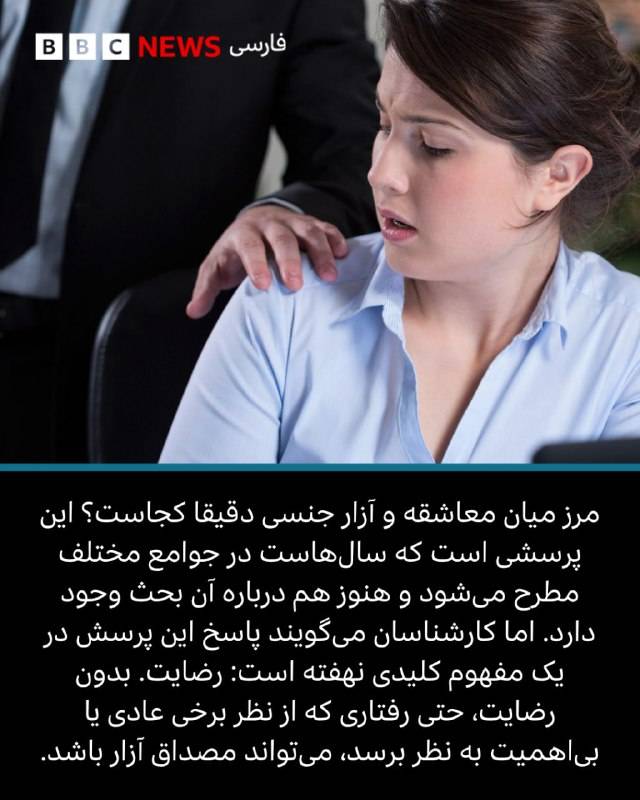 BBC NEWS فارسی
مرز میان معاشقه و آزار جنسی دقیقا کجاست؟ این
پرسشی است که سال‌هاست در جوامع مختلف
مطرح می‌شود و هنوز هم درباره آن بحث وجود
دارد. اما کارشناسان می‌گویند پاسخ این پرسش در
یک مفهوم کلیدی نهفته است: رضایت. بدون
رضایت، حتی رفتاری که از نظر برخی عادی یا
بی‌اهمیت به نظر برسد، می‌تواند مصداق آزار باشد.